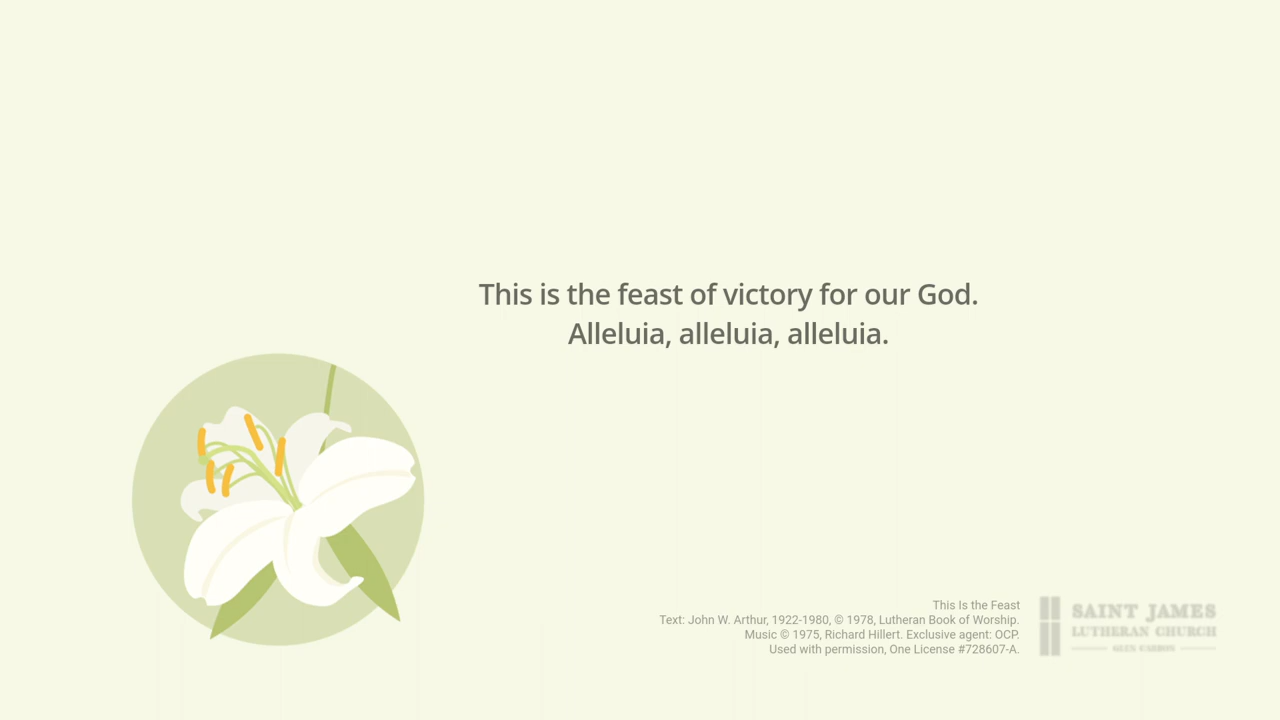 This is the feast of victory for our God.
Alleluia, alleluia, alleluia.
This Is the Feast
Text: John W. Arthur, 1922-1980, © 1978, Lutheran Book of Worship.
Music © 1975, Richard Hillert. Exclusive agent: OCP.
Used with permission, One License #728607-A.
SAINT JAMES
LUTHERAN CHURCH
GLEN CARBON